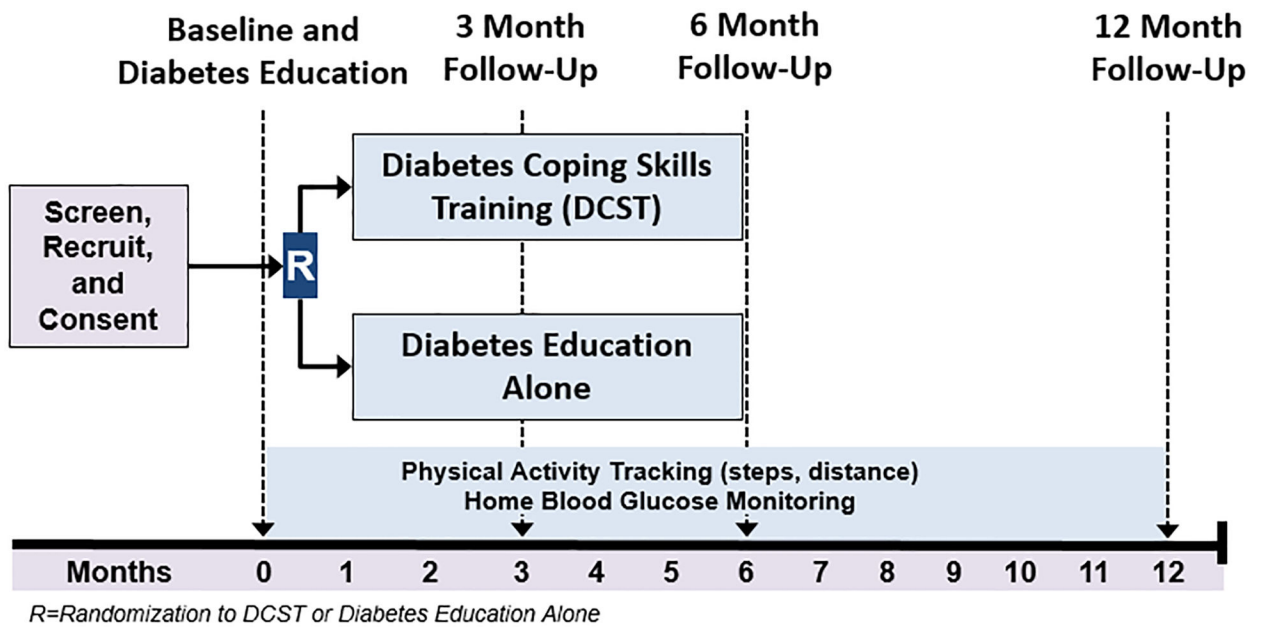 Baseline and
Diabetes Education
3 Month
Follow-Up
6 Month
Follow-Up
12 Month
Follow-Up
Screen,
Recruit,
and
Consent
R
Diabetes Coping Skills
Training (DCST)
Diabetes Education
Alone
Physical Activity Tracking (steps, distance)
Home Blood Glucose Monitoring
Months 0 1 2 3 4 5 6 7 8 9 10 11 12
R=Randomization to DCST or Diabetes Education Alone